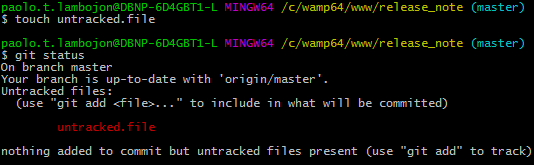 paolo.t.lambojon@DBNP-6D4GBT1-L MINGW64 /c/wamp64/www/release_note (master)
$ touch untracked.file

paolo.t.lambojon@DBNP-6D4GBT1-L MINGW64 /c/wamp64/www/release_note (master)
$ git status
On branch master
Your branch is up-to-date with 'origin/master'.
Untracked files:
  (use "git add <file>..." to include in what will be committed)

        untracked.file

nothing added to commit but untracked files present (use "git add" to track)